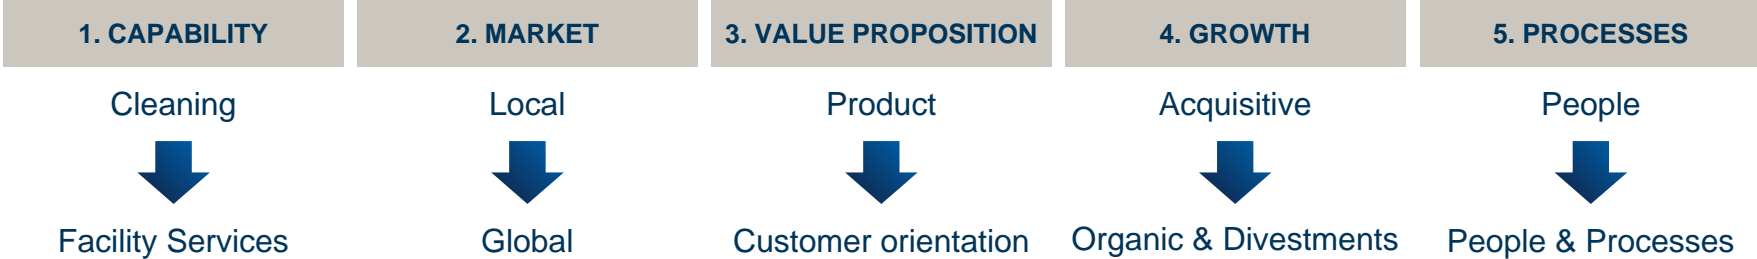 1. CAPABILITY
2. MARKET
3. VALUE PROPOSITION
4. GROWTH
5. PROCESSES
Cleaning
Local
Product
Acquisitive
People
Facility Services
Global
Customer orientation
Organic & Divestments
People & Processes